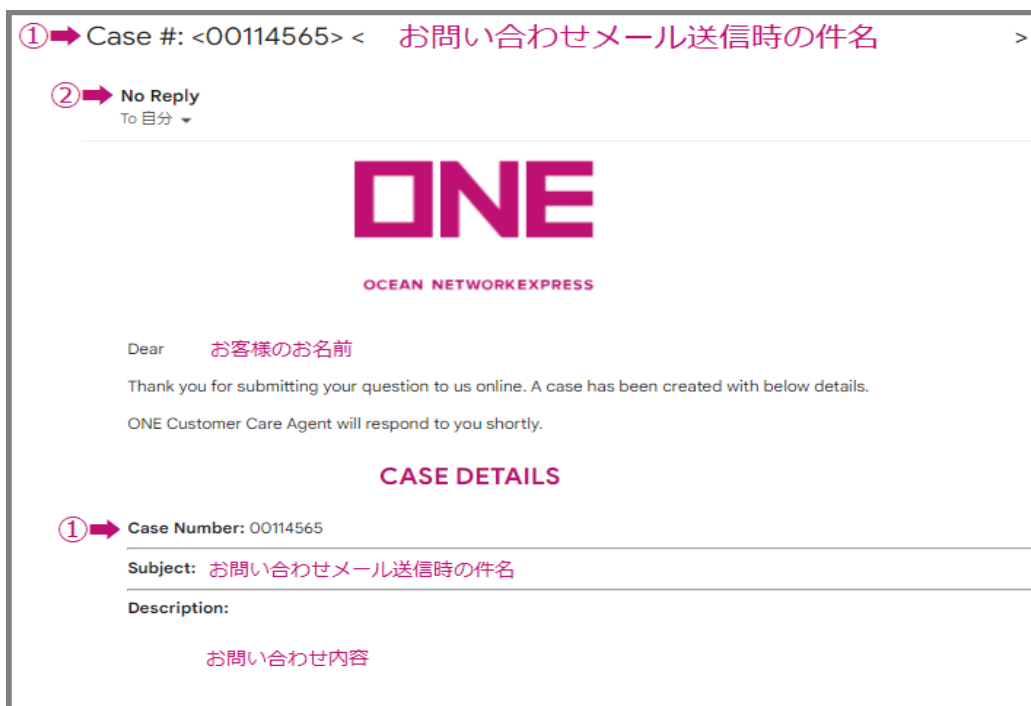 ①➡ Case #: <00114565> < お問い合わせメール送信時の件名 >
②➡ No Reply
To 自分
ONE
OCEAN NETWORK EXPRESS
Dear お客様のお名前
Thank you for submitting your question to us online. A case has been created with below details.
ONE Customer Care Agent will respond to you shortly.
CASE DETAILS
①➡ Case Number: 00114565
Subject: お問い合わせメール送信時の件名
Description:
お問い合わせ内容